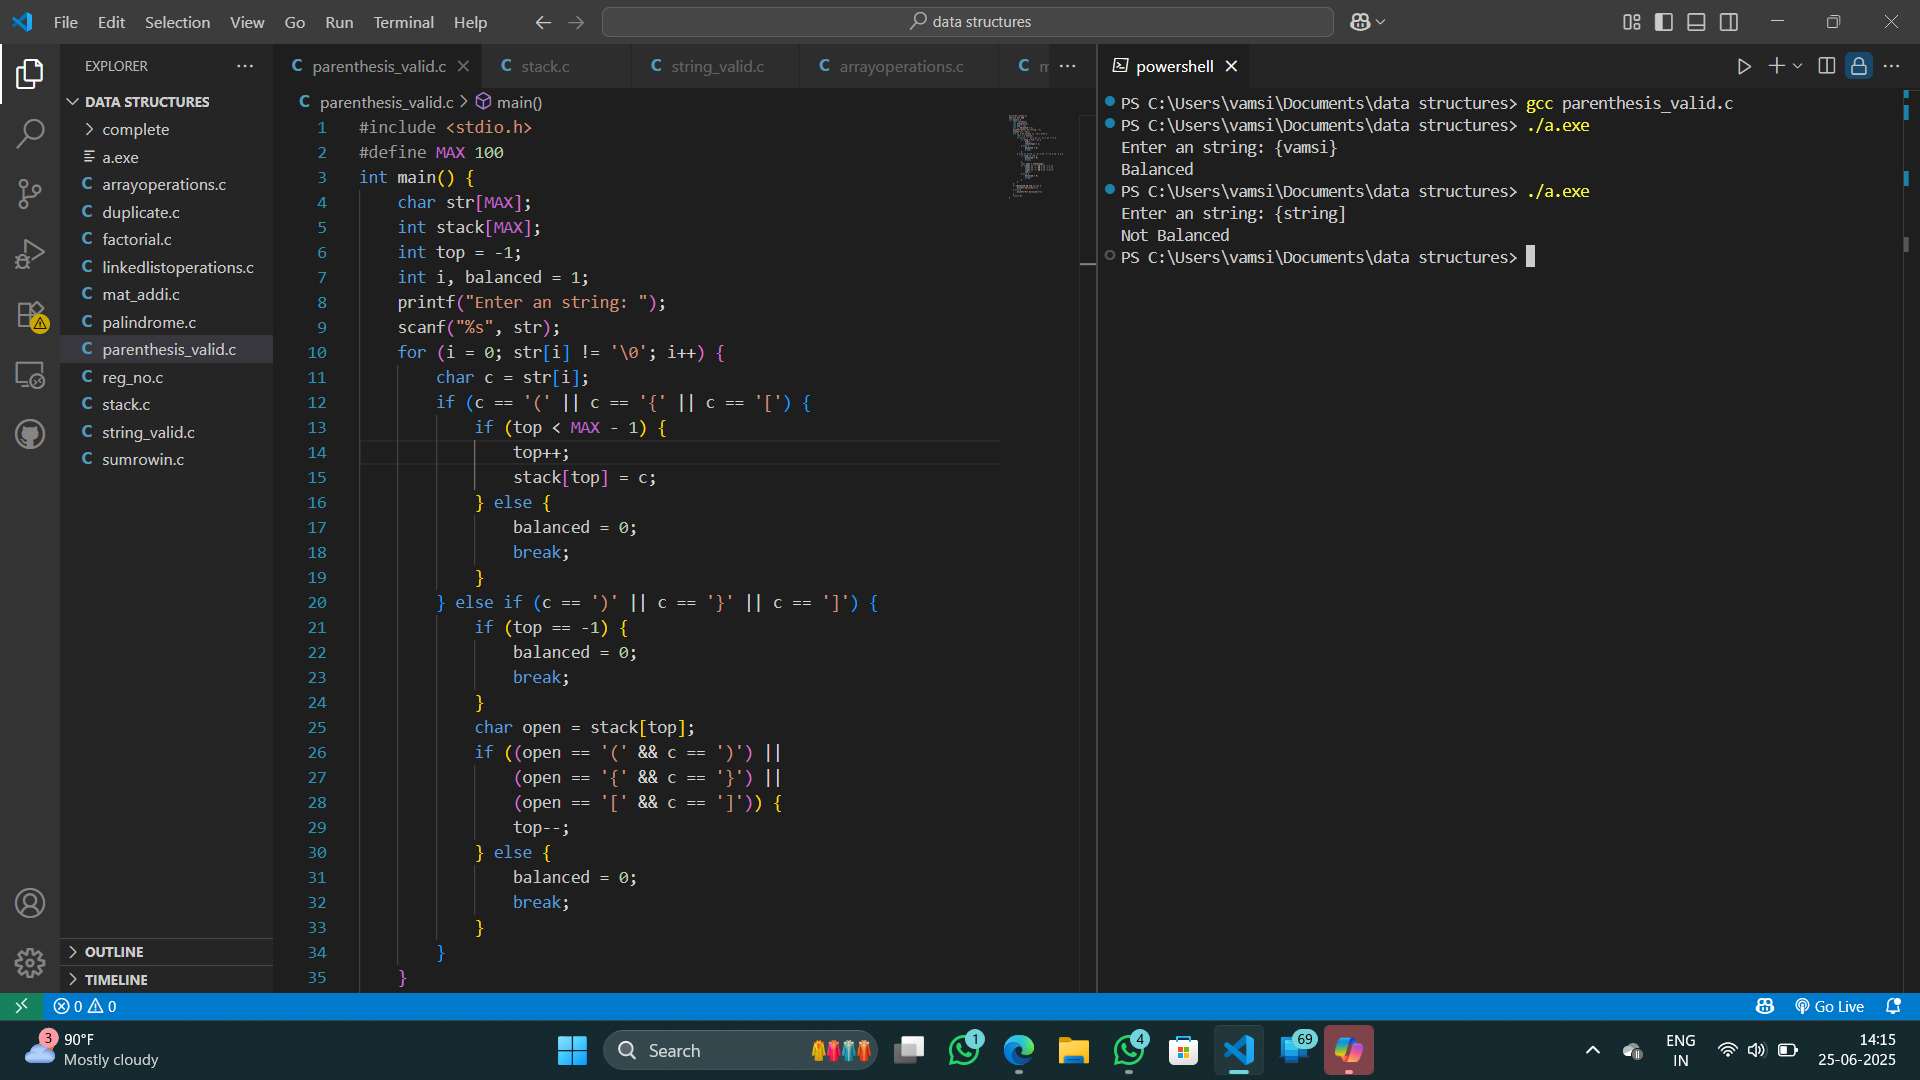 File Edit Selection View Go Run Terminal Help
data structures
EXPLORER
DATA STRUCTURES
complete
a.exe
C arrayoperations.c
C duplicate.c
C factorial.c
C linkedlistoperations.c
C mat_addi.c
C palindrome.c
C parenthesis_valid.c
C reg_no.c
C stack.c
C string_valid.c
C sumrowin.c
OUTLINE
TIMELINE
C parenthesis_valid.c C stack.c C string_valid.c C arrayoperations.c C
C parenthesis_valid.c > main()
1 #include <stdio.h>
2 #define MAX 100
3 int main() {
4 char str[MAX];
5 int stack[MAX];
6 int top = -1;
7 int i, balanced = 1;
8 printf("Enter an string: ");
9 scanf("%s", str);
10 for (i = 0; str[i] != '\0'; i++) {
11 char c = str[i];
12 if (c == '(' || c == '{' || c == '[') {
13 if (top < MAX - 1) {
14 top++;
15 stack[top] = c;
16 } else {
17 balanced = 0;
18 break;
19 }
20 } else if (c == ')' || c == '}' || c == ']') {
21 if (top == -1) {
22 balanced = 0;
23 break;
24 }
25 char open = stack[top];
26 if ((open == '(' && c == ')') ||
27 (open == '{' && c == '}') ||
28 (open == '[' && c == ']')) {
29 top--;
30 } else {
31 balanced = 0;
32 break;
33 }
34 }
35 }
powershell
PS C:\Users\vamsi\Documents\data structures> gcc parenthesis_valid.c
PS C:\Users\vamsi\Documents\data structures> ./a.exe
Enter an string: {vamsi}
Balanced
PS C:\Users\vamsi\Documents\data structures> ./a.exe
Enter an string: {string]
Not Balanced
PS C:\Users\vamsi\Documents\data structures>
0 0
Go Live
3
90°F
Mostly cloudy
Search
1
4
69
ENG
IN
14:15
25-06-2025